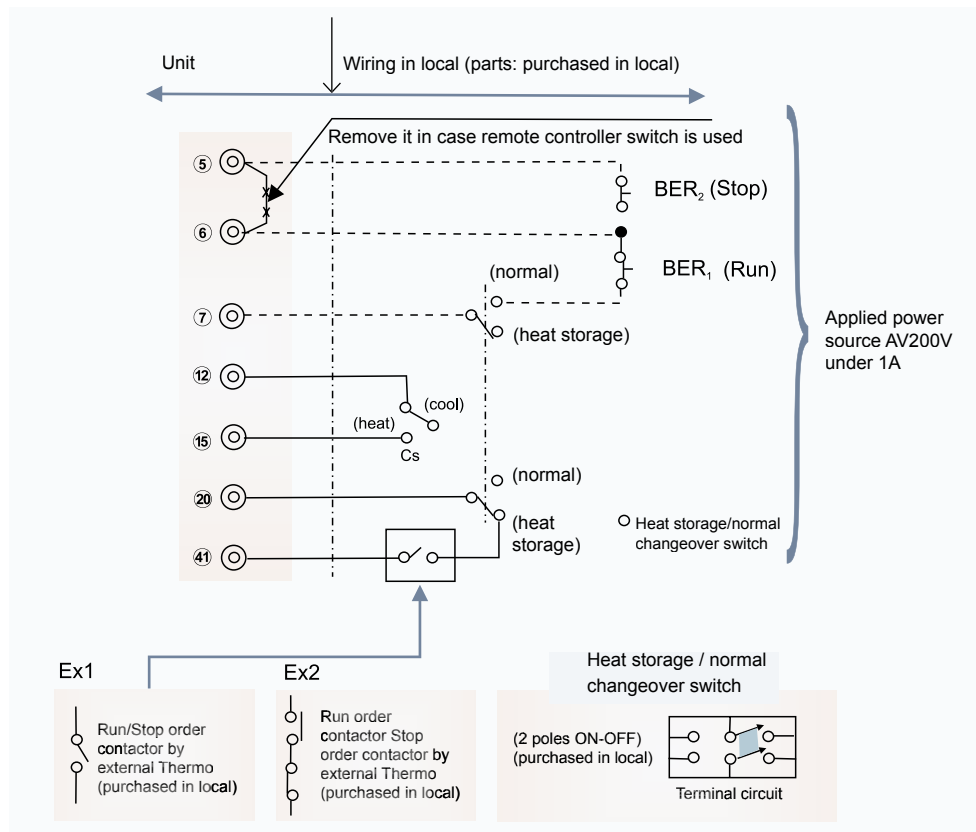 Unit
Wiring in local (parts: purchased in local)
Remove it in case remote controller switch is used
5
BER2 (Stop)
6
BER1 (Run)
(normal)
7
(heat storage)
Applied power
source AV200V
under 1A
12
(cool)
(heat)
15
Cs
(normal)
20
(heat
storage)
Heat storage/normal
changeover switch
41
Ex1
Run/Stop order
contactor by
external Thermo
(purchased in local)
Ex2
Run order
contactor Stop
order contactor by
external Thermo
(purchased in local)
Heat storage / normal
changeover switch
(2 poles ON-OFF)
(purchased in local)
Terminal circuit